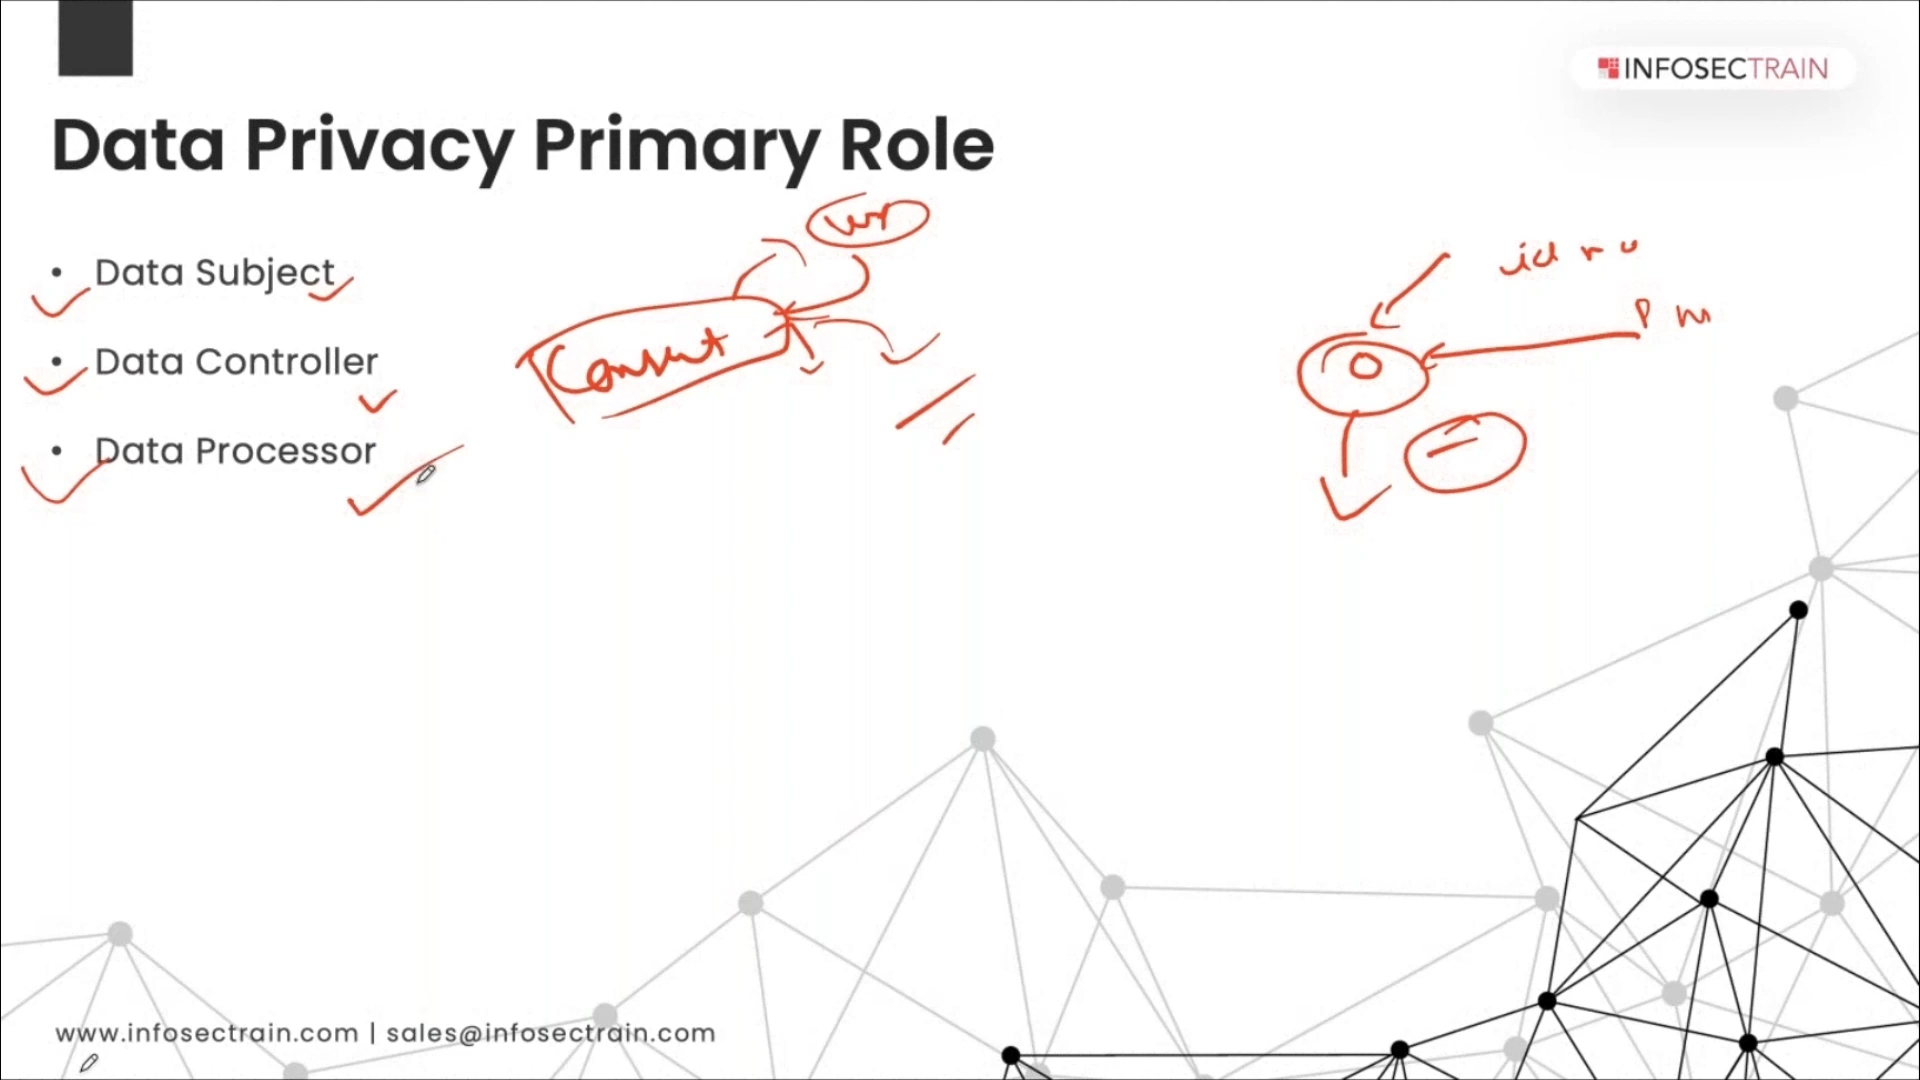 INFOSECTRAIN
Data Privacy Primary Role
• Data Subject
• Data Controller
• Data Processor
Consent
www.infosectrain.com | sales@infosectrain.com